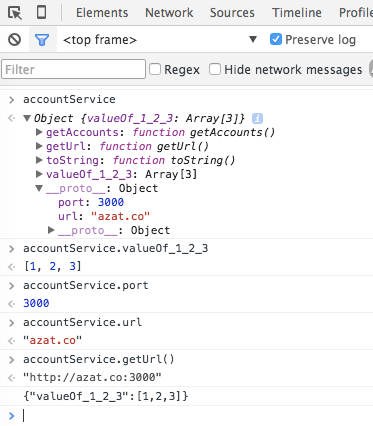 Elements Network Sources Timeline Profile
<top frame> Preserve log
Filter Regex Hide network messages
accountService
Object {valueOf_1_2_3: Array[3]} i
getAccounts: function getAccounts()
getUrl: function getUrl()
toString: function toString()
valueOf_1_2_3: Array[3]
__proto__: Object
port: 3000
url: "azat.co"
__proto__: Object
accountService.valueOf_1_2_3
[1, 2, 3]
accountService.port
3000
accountService.url
"azat.co"
accountService.getUrl()
"http://azat.co:3000"
{"valueOf_1_2_3":[1,2,3]}